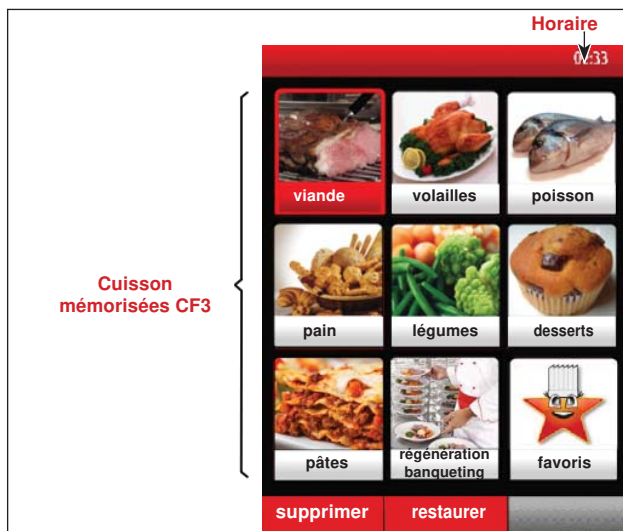 Horaire
viande
volailles
poisson
Cuisson
mémorisées CF3
pain
légumes
desserts
pâtes
régénération
banqueting
favoris
supprimer
restaurer